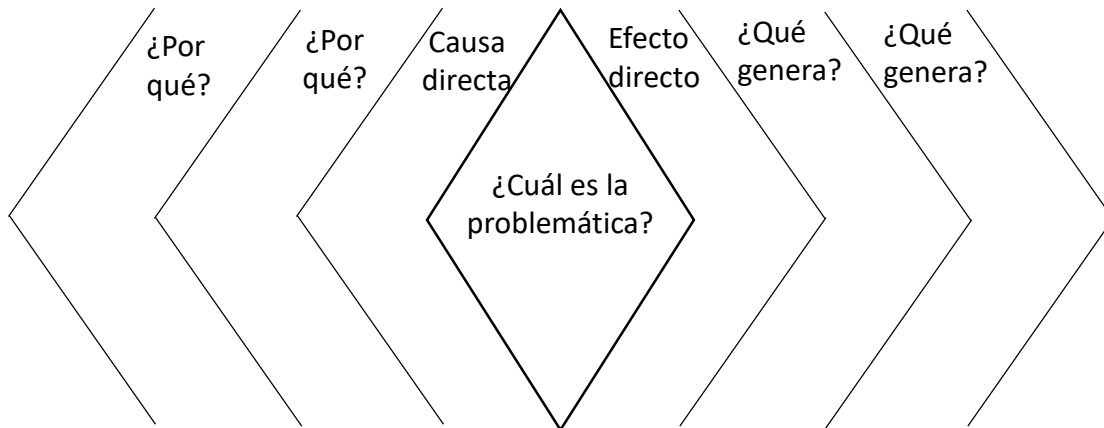 ¿Por
qué?
¿Por
qué?
Causa
directa
Efecto
directo
¿Qué
genera?
¿Qué
genera?
¿Cuál es la
problemática?